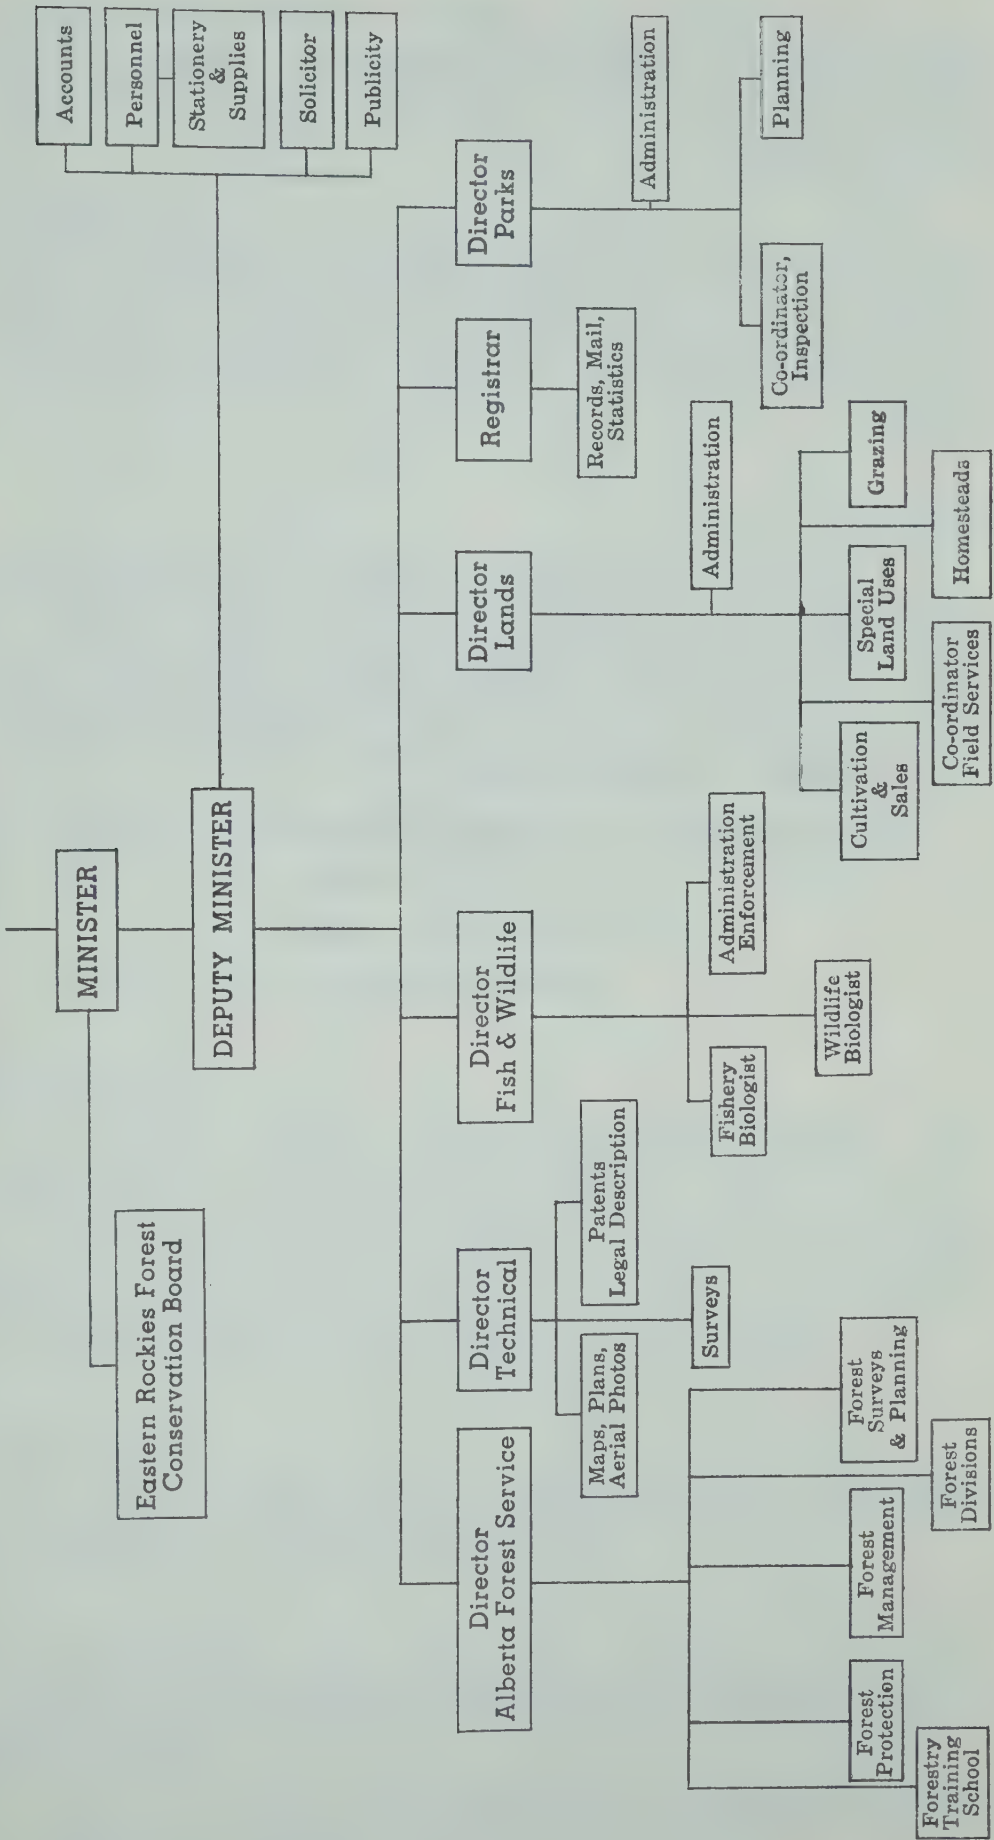 MINISTER
Eastern Rockies Forest
Conservation Board
DEPUTY MINISTER
Accounts
Personnel
Stationery
&
Supplies
Solicitor
Publicity
Director
Alberta Forest Service
Director
Technical
Director
Fish & Wildlife
Director
Lands
Registrar
Director
Parks
Forestry
Training
School
Forest
Protection
Forest
Management
Forest
Divisions
Forest
Surveys
& Planning
Maps, Plans,
Aerial Photos
Surveys
Patents
Legal Description
Fishery
Biologist
Wildlife
Biologist
Administration
Enforcement
Administration
Cultivation
&
Sales
Co-ordinator
Field Services
Special
Land Uses
Homesteads
Grazing
Records, Mail,
Statistics
Administration
Co-ordinator,
Inspection
Planning